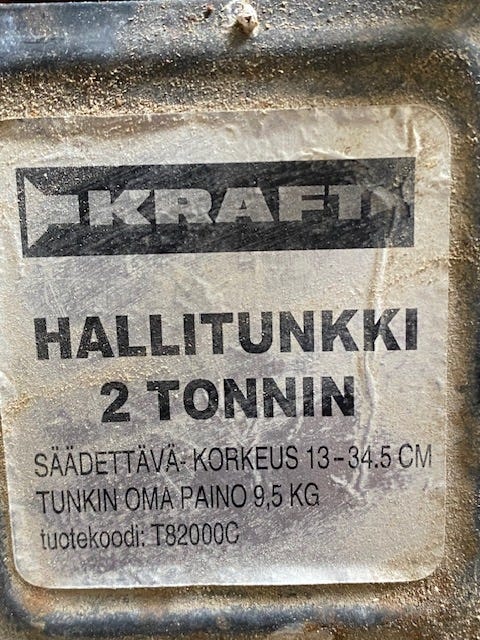 KRAFT
HALLITUNKKI
2 TONNIN
SÄÄDETTÄVÄ- KORKEUS 13-34.5 CM
TUNKIN OMA PAINO 9,5 KG
tuotekoodi: T82000C